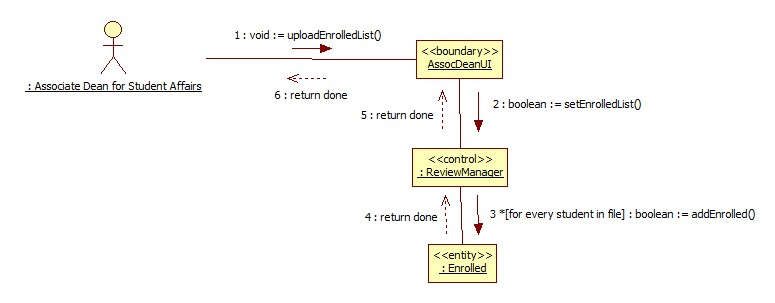 1 : void := uploadEnrolledList()
<<boundary>>
AssocDeanUI
: Associate Dean for Student Affairs
6 : return done
5 : return done
2 : boolean := setEnrolledList()
<<control>>
: ReviewManager
4 : return done
3 *[for every student in file] : boolean := addEnrolled()
<<entity>>
: Enrolled